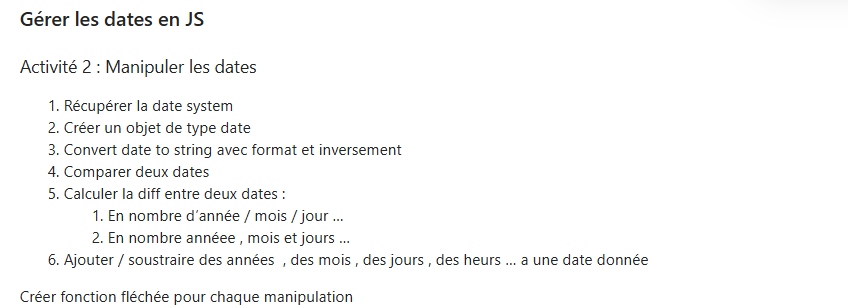 Gérer les dates en JS
Activité 2 : Manipuler les dates
1. Récupérer la date system
2. Créer un objet de type date
3. Convert date to string avec format et inversement
4. Comparer deux dates
5. Calculer la diff entre deux dates :
1. En nombre d’année / mois / jour ...
2. En nombre annéee , mois et jours ...
6. Ajouter / soustraire des années , des mois , des jours , des heurs ... a une date donnée
Créer fonction fléchée pour chaque manipulation